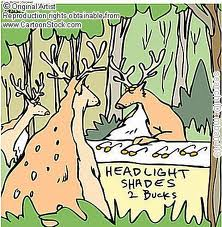 © Original Artist
Reproduction rights obtainable from
www.CartoonStock.com
HEADLIGHT
SHADES
2 BUCKS